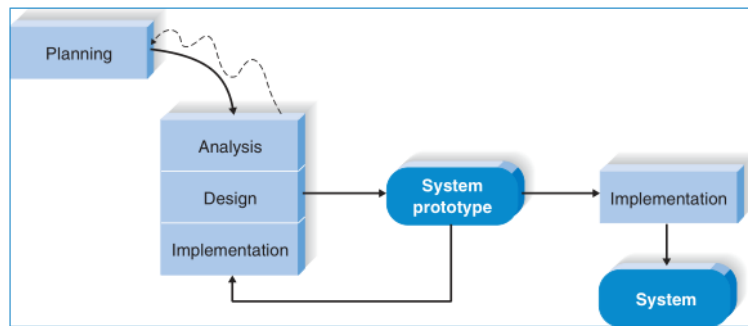 Planning
Analysis
Design
Implementation
System
prototype
Implementation
System